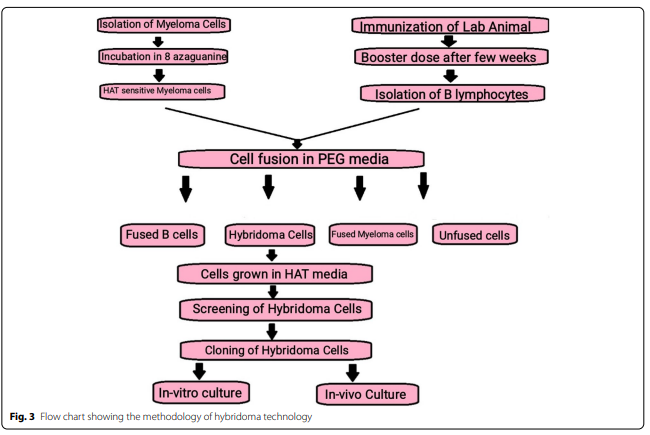 Isolation of Myeloma Cells
Incubation in 8 azaguanine
HAT sensitive Myeloma cells
Immunization of Lab Animal
Booster dose after few weeks
Isolation of B lymphocytes
Cell fusion in PEG media
Fused B cells
Hybridoma Cells
Fused Myeloma cells
Unfused cells
Cells grown in HAT media
Screening of Hybridoma Cells
Cloning of Hybridoma Cells
In-vitro culture
In-vivo Culture
Fig. 3 Flow chart showing the methodology of hybridoma technology